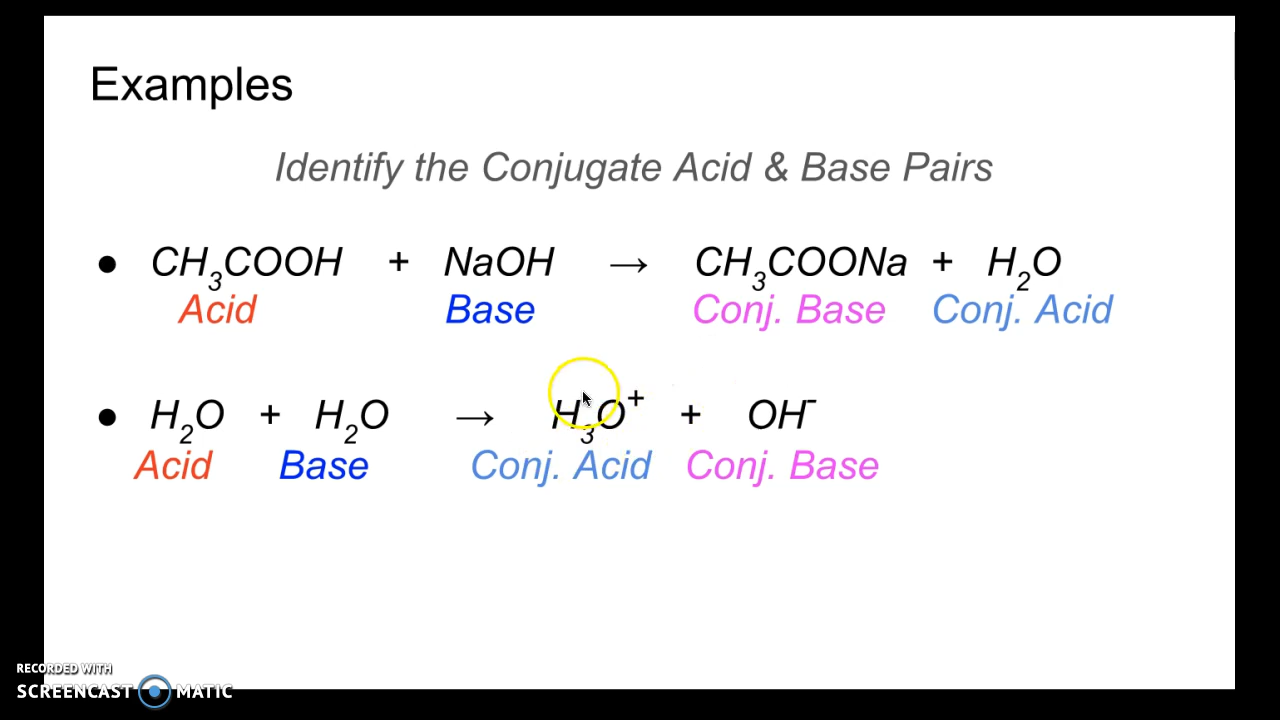 Examples
Identify the Conjugate Acid & Base Pairs
● CH₃COOH + NaOH → CH₃COONa + H₂O
Acid Base Conj. Base Conj. Acid
● H₂O + H₂O → H₃O⁺ + OH⁻
Acid Base Conj. Acid Conj. Base
RECORDED WITH
SCREENCAST MATIC